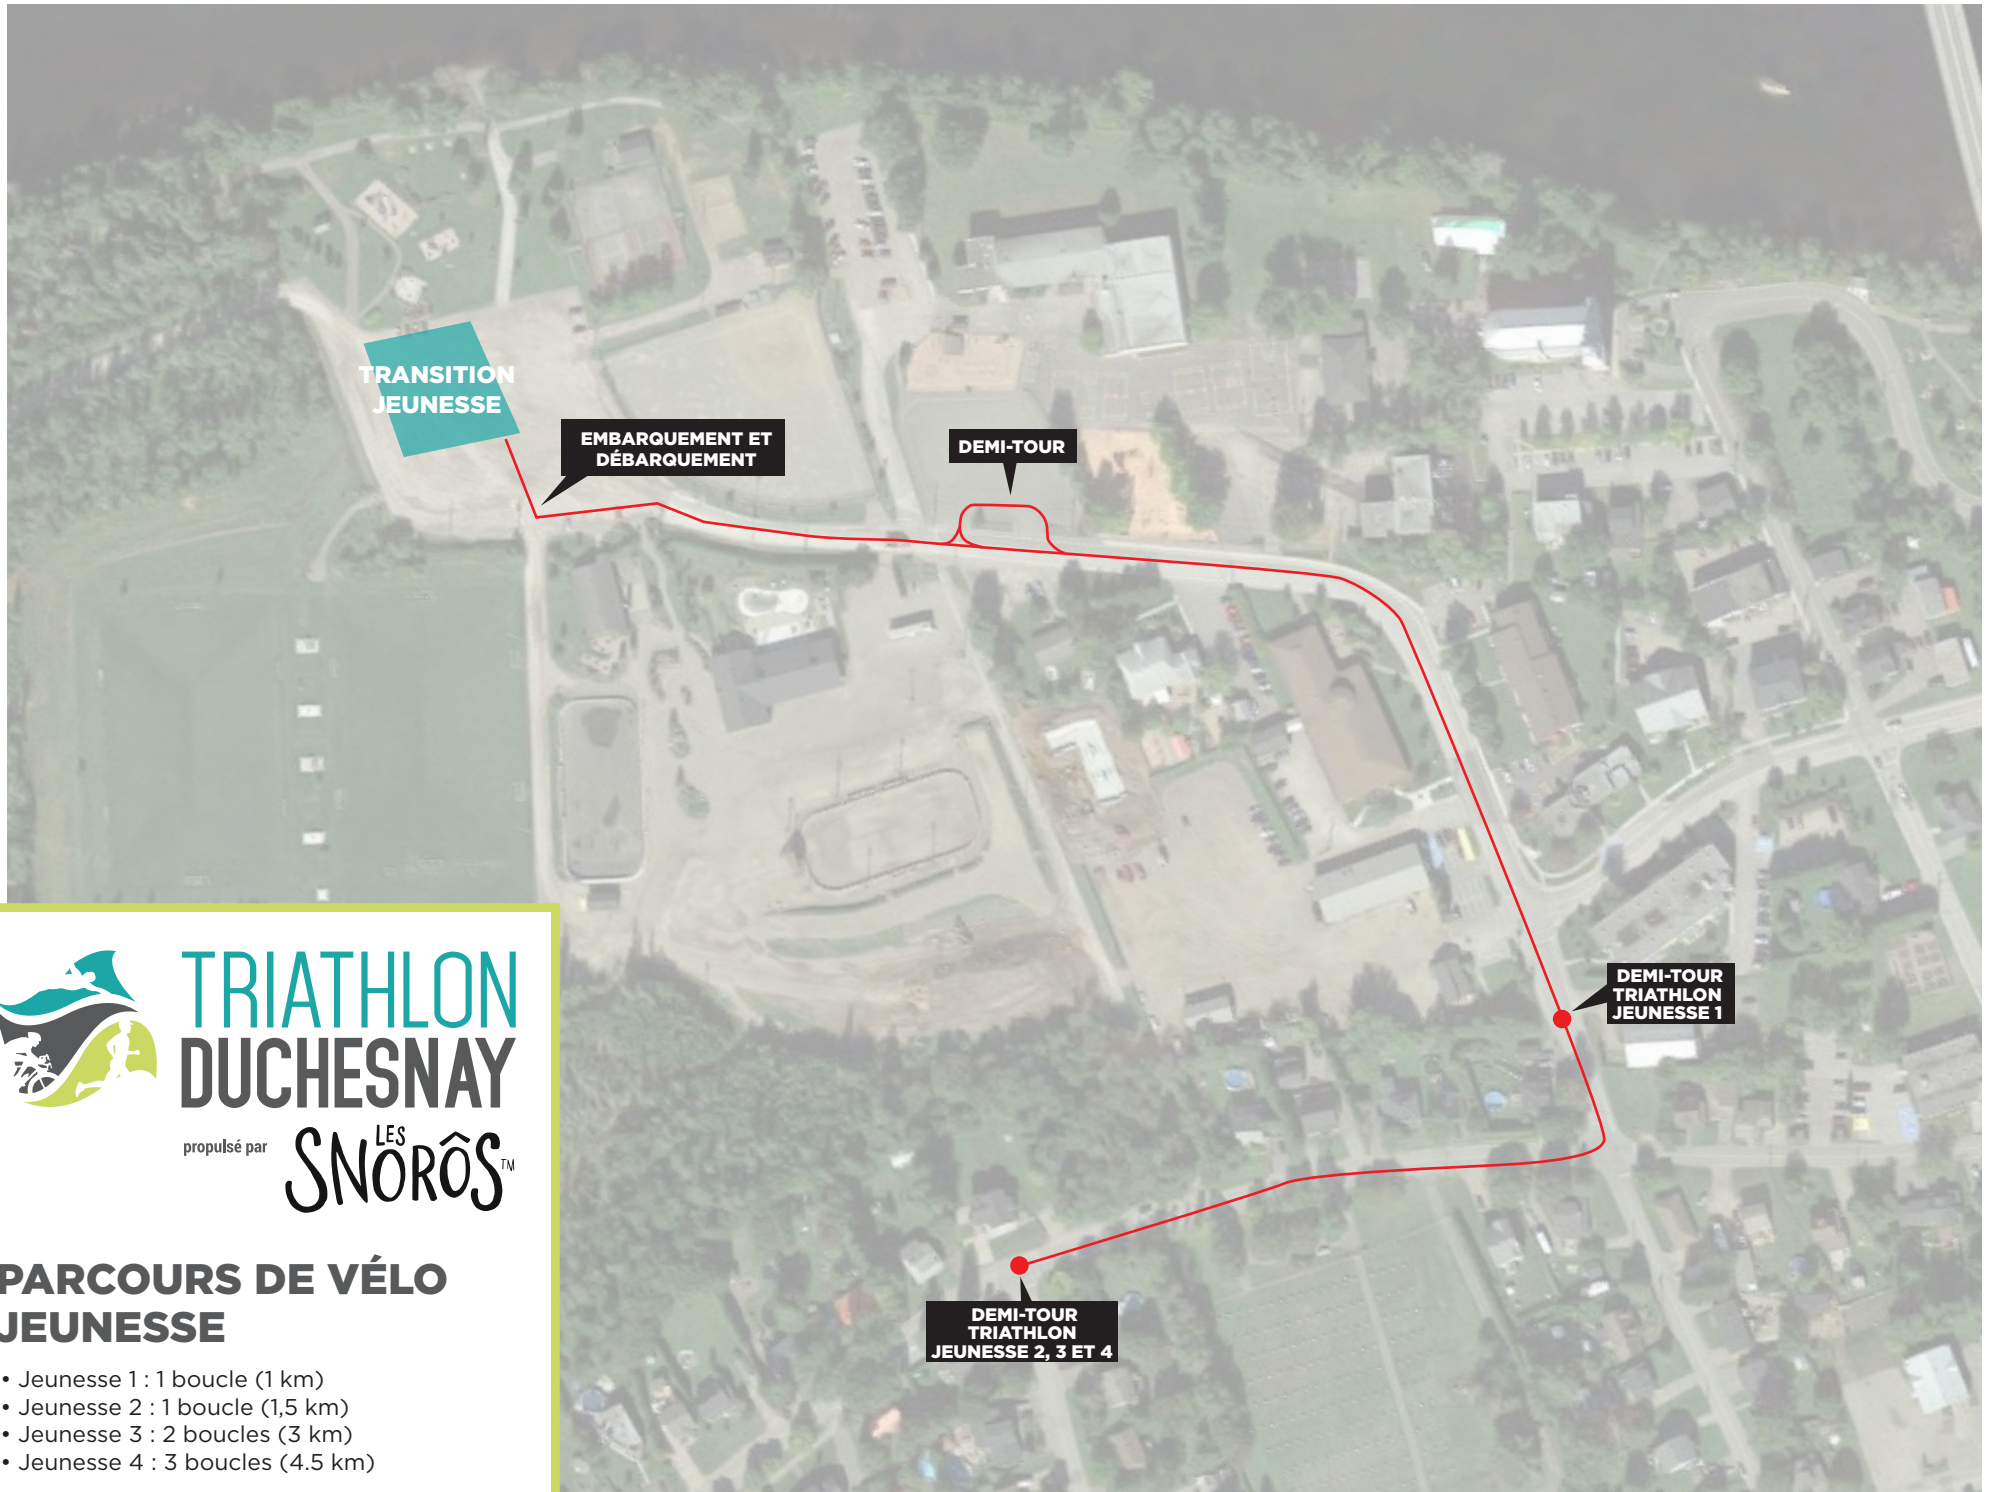 TRANSITION
JEUNESSE
EMBARQUEMENT ET
DÉBARQUEMENT
DEMI-TOUR
DEMI-TOUR
TRIATHLON
JEUNESSE 1
DEMI-TOUR
TRIATHLON
JEUNESSE 2, 3 ET 4
TRIATHLON
DUCHESNAY
propulsé par
LES
SNORÔS™
PARCOURS DE VÉLO
JEUNESSE
• Jeunesse 1 : 1 boucle (1 km)
• Jeunesse 2 : 1 boucle (1,5 km)
• Jeunesse 3 : 2 boucles (3 km)
• Jeunesse 4 : 3 boucles (4.5 km)